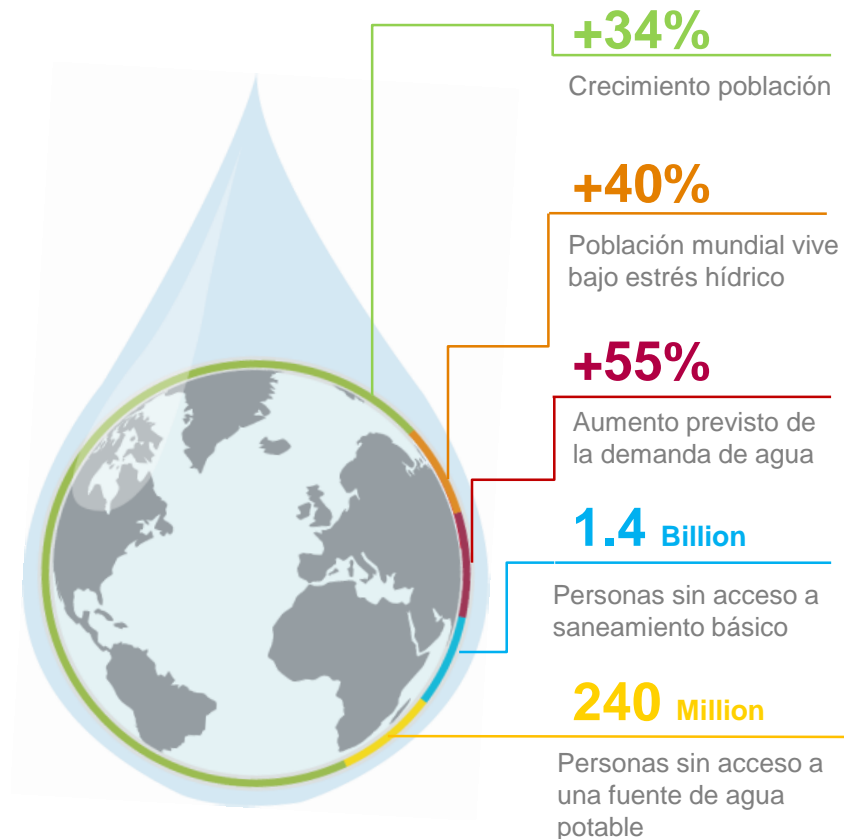 +34%
Crecimiento población
+40%
Población mundial vive
bajo estrés hídrico
+55%
Aumento previsto de
la demanda de agua
1.4 Billion
Personas sin acceso a
saneamiento básico
240 Million
Personas sin acceso a
una fuente de agua
potable